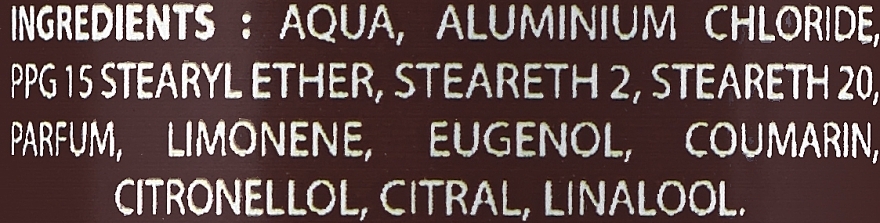 INGREDIENTS : AQUA, ALUMINIUM CHLORIDE,
PPG 15 STEARYL ETHER, STEARETH 2, STEARETH 20,
PARFUM, LIMONENE, EUGENOL, COUMARIN,
CITRONELLOL, CITRAL, LINALOOL.